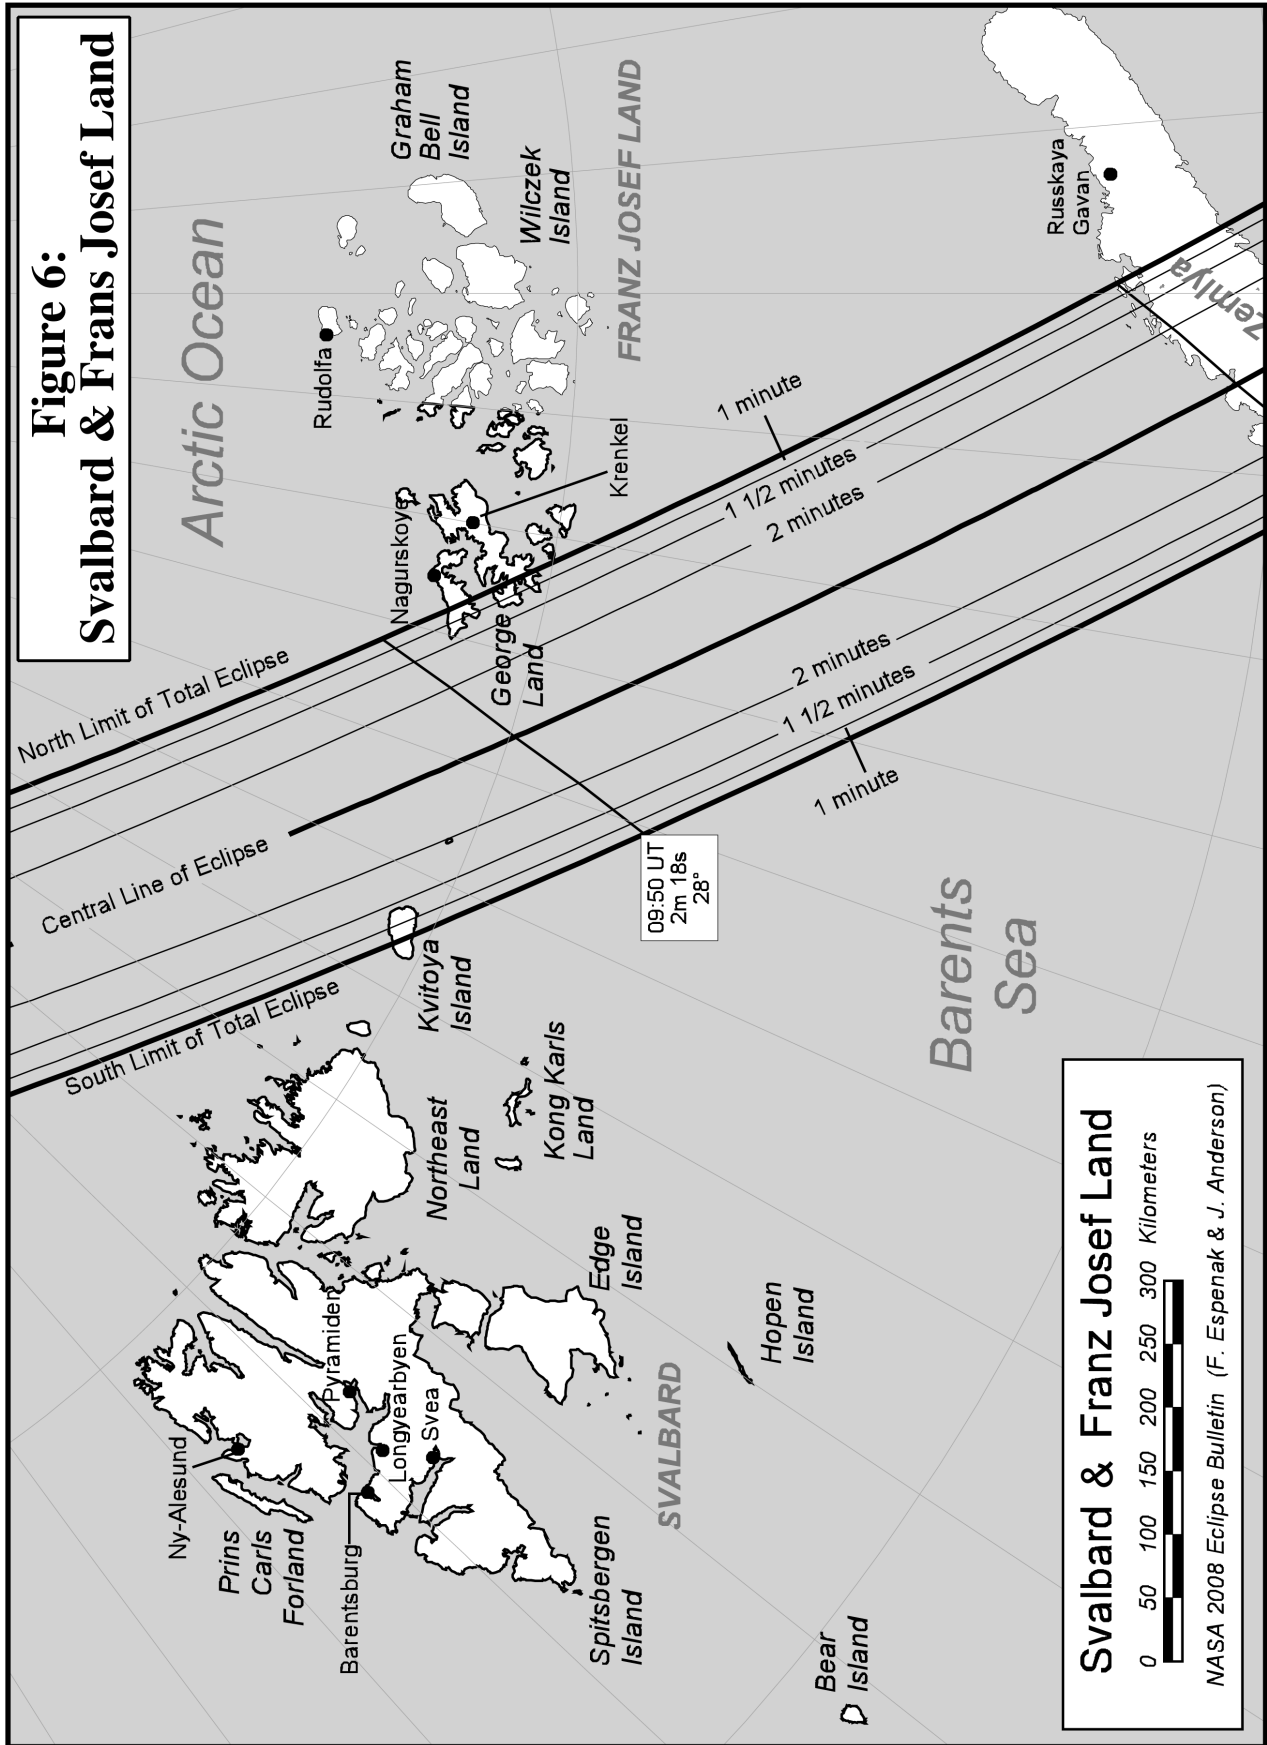 Figure 6:
Svalbard & Frans Josef Land
Arctic Ocean
Graham
Bell
Island
Wilczek
Island
FRANZ JOSEF LAND
Rudolfa
Krenkel
Nagurskoye
George
Land
Russkaya
Gavan
Zemlya
North Limit of Total Eclipse
Central Line of Eclipse
South Limit of Total Eclipse
1 minute
1 1/2 minutes
2 minutes
2 minutes
1 1/2 minutes
1 minute
09:50 UT
2m 18s
28°
Kvitoya
Island
Northeast
Land
Kong Karls
Land
Barents
Sea
Edge
Island
Hopen
Island
SVALBARD
Pyramiden
Longyearbyen
Svea
Ny-Alesund
Prins
Carls
Forland
Barentsburg
Spitsbergen
Island
Bear
Island
Svalbard & Franz Josef Land
0 50 100 150 200 250 300 Kilometers
NASA 2008 Eclipse Bulletin (F. Espenak & J. Anderson)